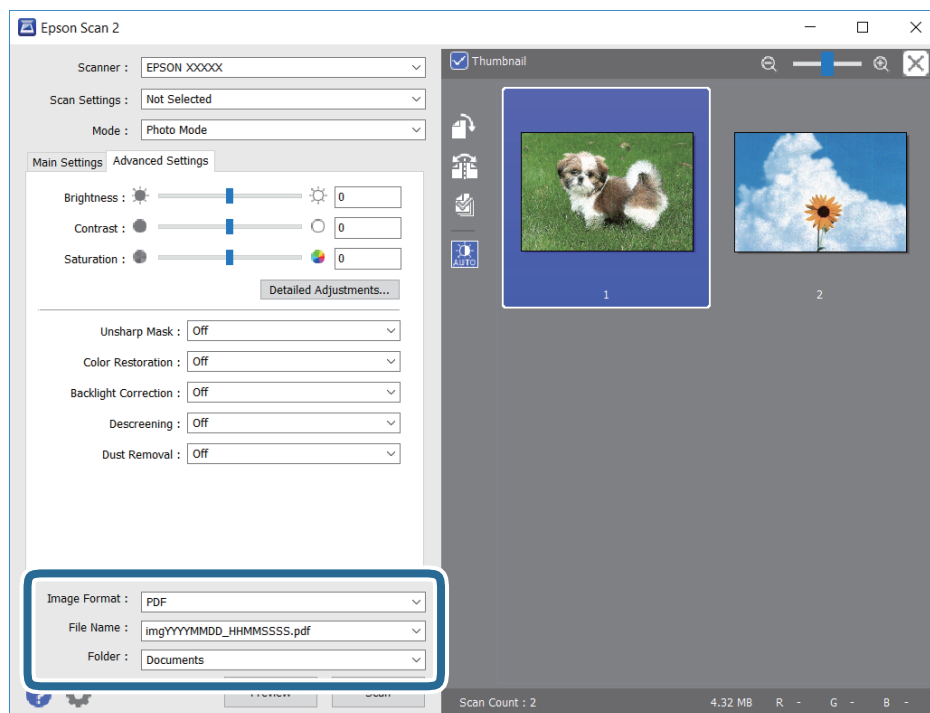 Epson Scan 2
Scanner : EPSON XXXXX
Scan Settings : Not Selected
Mode : Photo Mode
Main Settings Advanced Settings
Brightness : 0
Contrast : 0
Saturation : 0
Detailed Adjustments...
Unsharp Mask : Off
Color Restoration : Off
Backlight Correction : Off
Descreening : Off
Dust Removal : Off
Image Format : PDF
File Name : imgYYYYMMDD_HHMMSSSS.pdf
Folder : Documents
Preview Scan
Thumbnail
AUTO
1 2
Scan Count : 2 4.32 MB R - G - B -